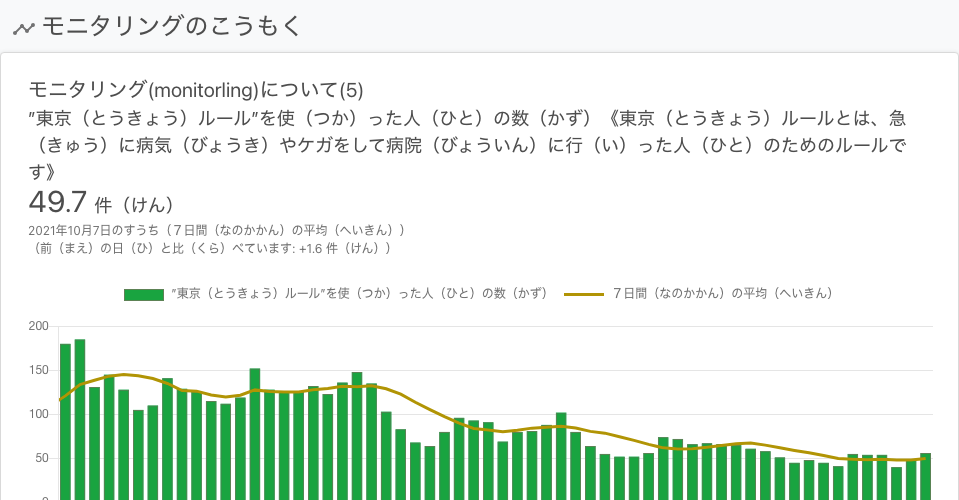 モニタリングのこうもく
モニタリング(monitorling)について(5)
”東京（とうきょう）ルール”を使（つか）った人（ひと）の数（かず）《東京（とうきょう）ルールとは、急
（きゅう）に病気（びょうき）やケガをして病院（びょういん）に行（い）った人（ひと）のためのルールで
す》
49.7 件（けん）
2021年10月7日のすうち（７日間（なのかかん）の平均（へいきん））
（前（まえ）の日（ひ）と比（くら）べています: +1.6 件（けん））
”東京（とうきょう）ルール”を使（つか）った人（ひと）の数（かず） ７日間（なのかかん）の平均（へいきん）
200
150
100
50
0